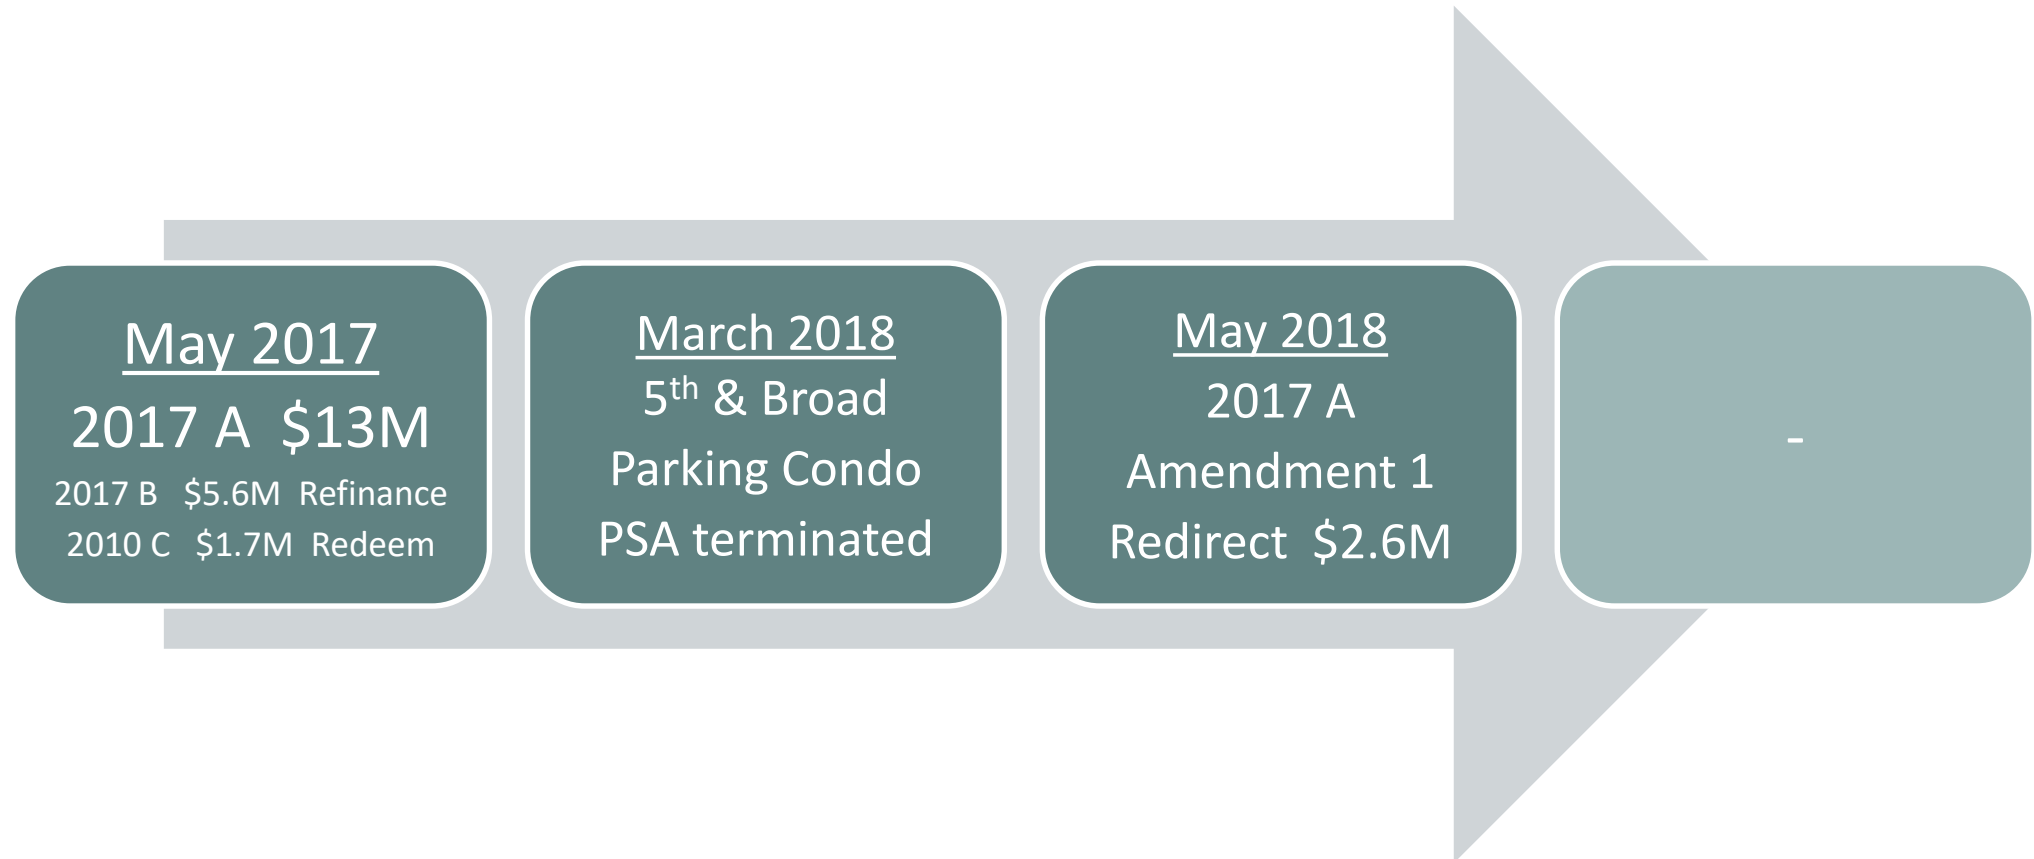 May 2017
2017 A $13M
2017 B $5.6M Refinance
2010 C $1.7M Redeem
March 2018
5th & Broad
Parking Condo
PSA terminated
May 2018
2017 A
Amendment 1
Redirect $2.6M
-